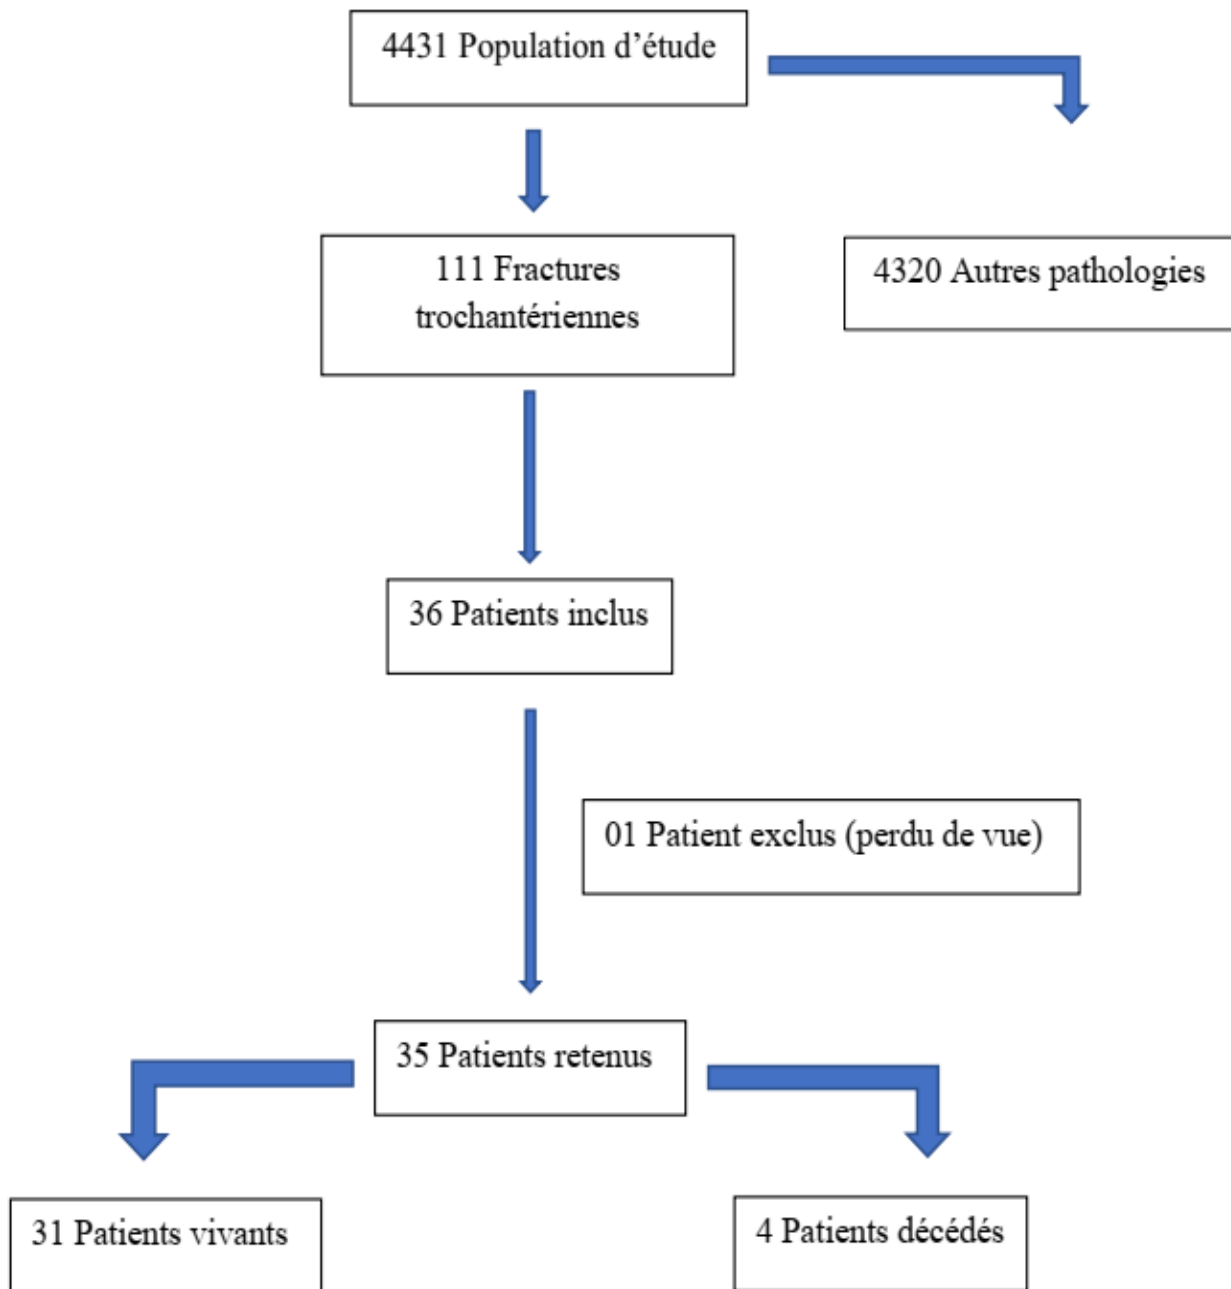 4431 Population d’étude
111 Fractures
trochantériennes
4320 Autres pathologies
36 Patients inclus
01 Patient exclus (perdu de vue)
35 Patients retenus
31 Patients vivants
4 Patients décédés